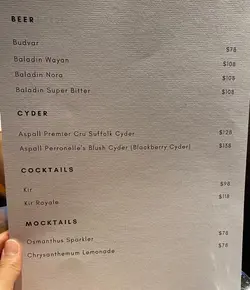 BEER
Budvar $78
Baladin Wayan $108
Baladin Nora $108
Baladin Super Bitter $108
CYDER
Aspall Premier Cru Suffolk Cyder $128
Aspall Perronelle's Blush Cyder (Blackberry Cyder) $138
COCKTAILS
Kir $98
Kir Royale $118
MOCKTAILS
Osmanthus Sparkler $78
Chrysanthemum Lemonade $78